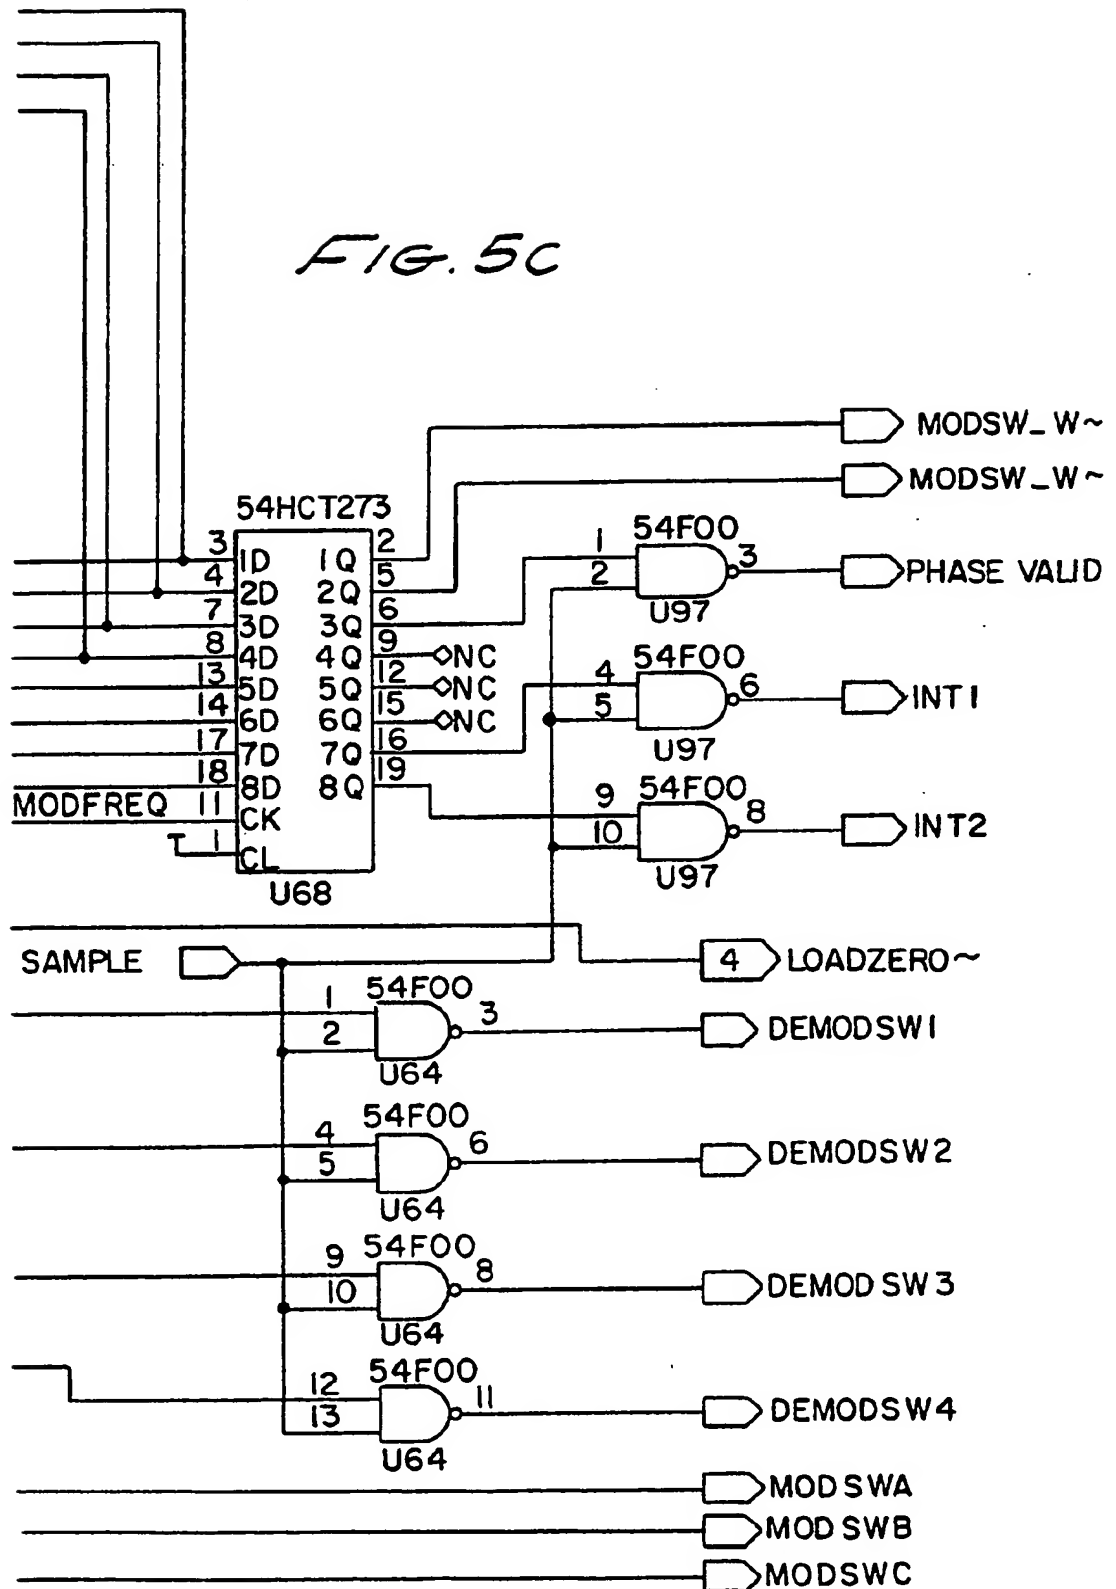 FIG. 5C
MODSW_W~
MODSW_W~
54HCT273
3 1D 1Q 2
4 2D 2Q 5
7 3D 3Q 6
8 4D 4Q 9 NC
13 5D 5Q 12 NC
14 6D 6Q 15 NC
17 7D 7Q 16
18 8D 8Q 19
MODFREQ 11 CK
1 CL
U68
54F00
1 3 PHASE VALID
2
U97
54F00
4 6 INT1
5
U97
54F00
9 8 INT2
10
U97
SAMPLE
4 LOADZERO~
54F00
1 3 DEMODSW1
2
U64
54F00
4 6 DEMODSW2
5
U64
54F00
9 8 DEMODSW3
10
U64
54F00
12 11 DEMODSW4
13
U64
MODSWA
MODSWB
MODSWC